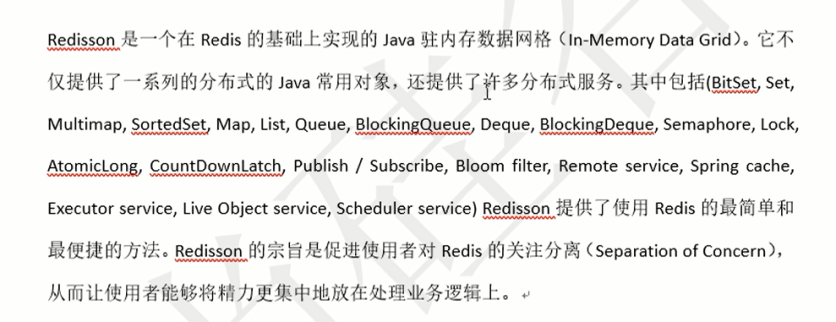 Redisson 是一个在 Redis 的基础上实现的 Java 驻内存数据网格（In-Memory Data Grid）。它不
仅提供了一系列的分布式的 Java 常用对象，还提供了许多分布式服务。其中包括(BitSet, Set,
Multimap, SortedSet, Map, List, Queue, BlockingQueue, Deque, BlockingDeque, Semaphore, Lock,
AtomicLong, CountDownLatch, Publish / Subscribe, Bloom filter, Remote service, Spring cache,
Executor service, Live Object service, Scheduler service) Redisson 提供了使用 Redis 的最简单和
最便捷的方法。Redisson 的宗旨是促进使用者对 Redis 的关注分离（Separation of Concern），
从而让使用者能够将精力更集中地放在处理业务逻辑上。